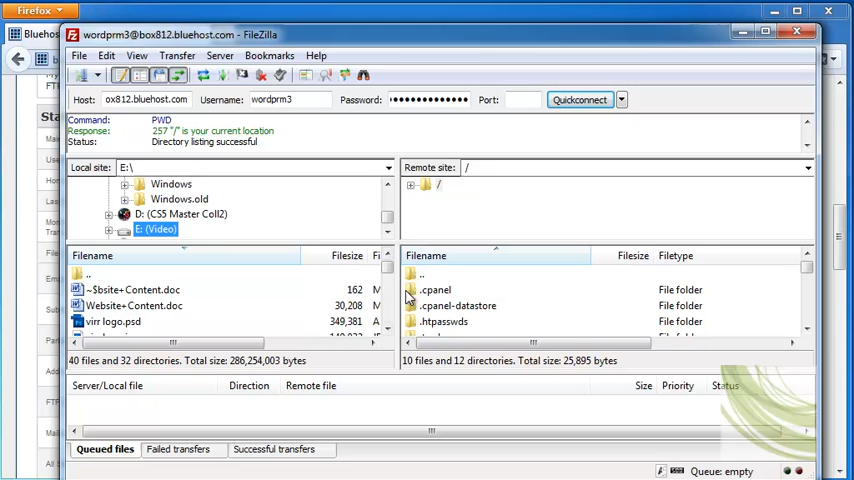 Firefox
wordprm3@box812.bluehost.com - FileZilla
Blueho
File Edit View Transfer Server Bookmarks Help
FTP
Host: ox812.bluehost.com Username: wordprm3 Password: ●●●●●●●●●●●●● Port: Quickconnect
Sta
Command: PWD
Response: 257 "/" is your current location
Status: Directory listing successful
Local site: E:\ Remote site: /
Windows /
Windows.old
D: (CS5 Master Coll2)
E: (Video)
Filename Filesize Fi Filename Filesize Filetype
.. ..
~$bsite+Content.doc 162 M .cpanel File folder
Website+Content.doc 30,208 M .cpanel-datastore File folder
virr logo.psd 349,381 A .htpasswds File folder
40 files and 32 directories. Total size: 286,254,003 bytes 10 files and 12 directories. Total size: 25,895 bytes
Server/Local file Direction Remote file Size Priority Status
Queued files Failed transfers Successful transfers
Queue: empty